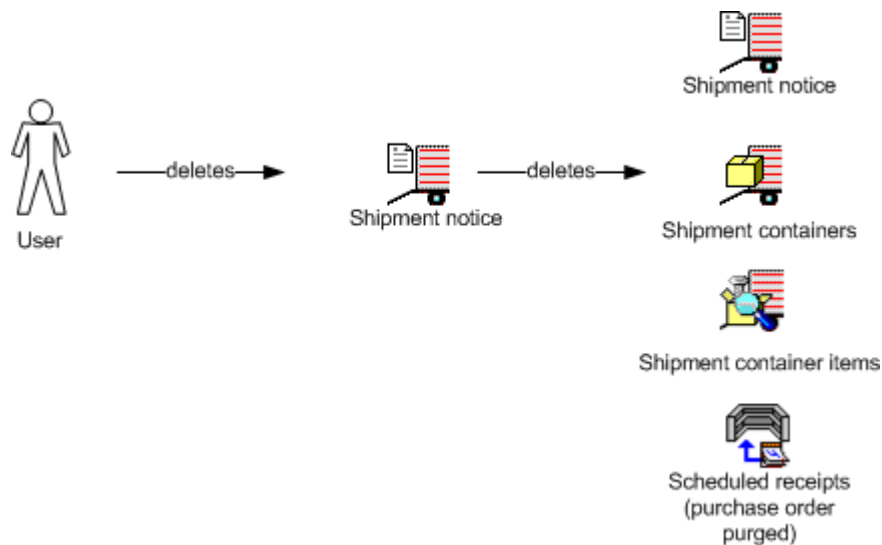 Shipment notice
deletes
deletes
Shipment notice
User
Shipment containers
Shipment container items
Scheduled receipts
(purchase order
purged)